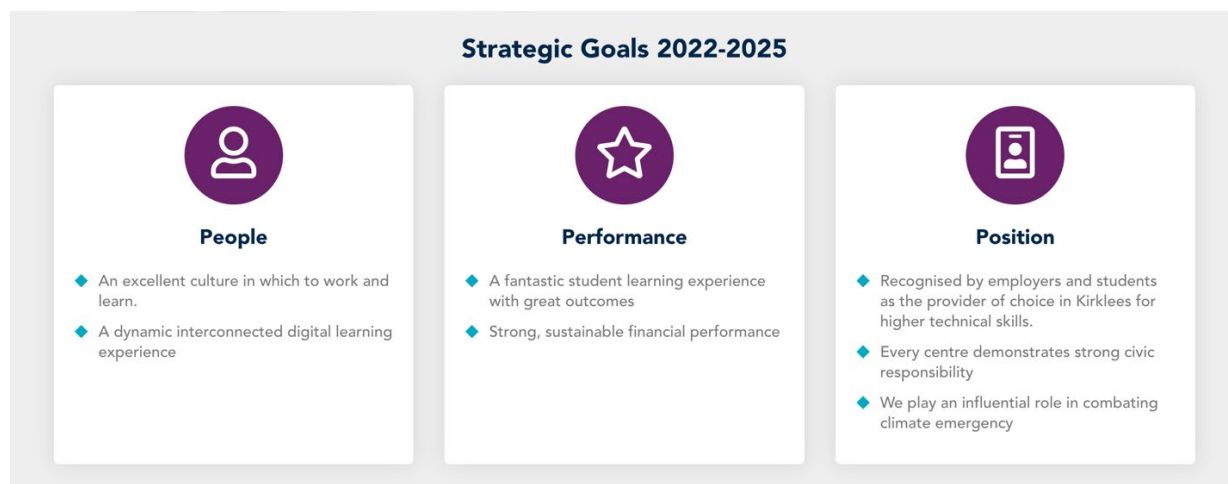 Strategic Goals 2022-2025
People
An excellent culture in which to work and
learn.
A dynamic interconnected digital learning
experience
Performance
A fantastic student learning experience
with great outcomes
Strong, sustainable financial performance
Position
Recognised by employers and students
as the provider of choice in Kirklees for
higher technical skills.
Every centre demonstrates strong civic
responsibility
We play an influential role in combating
climate emergency